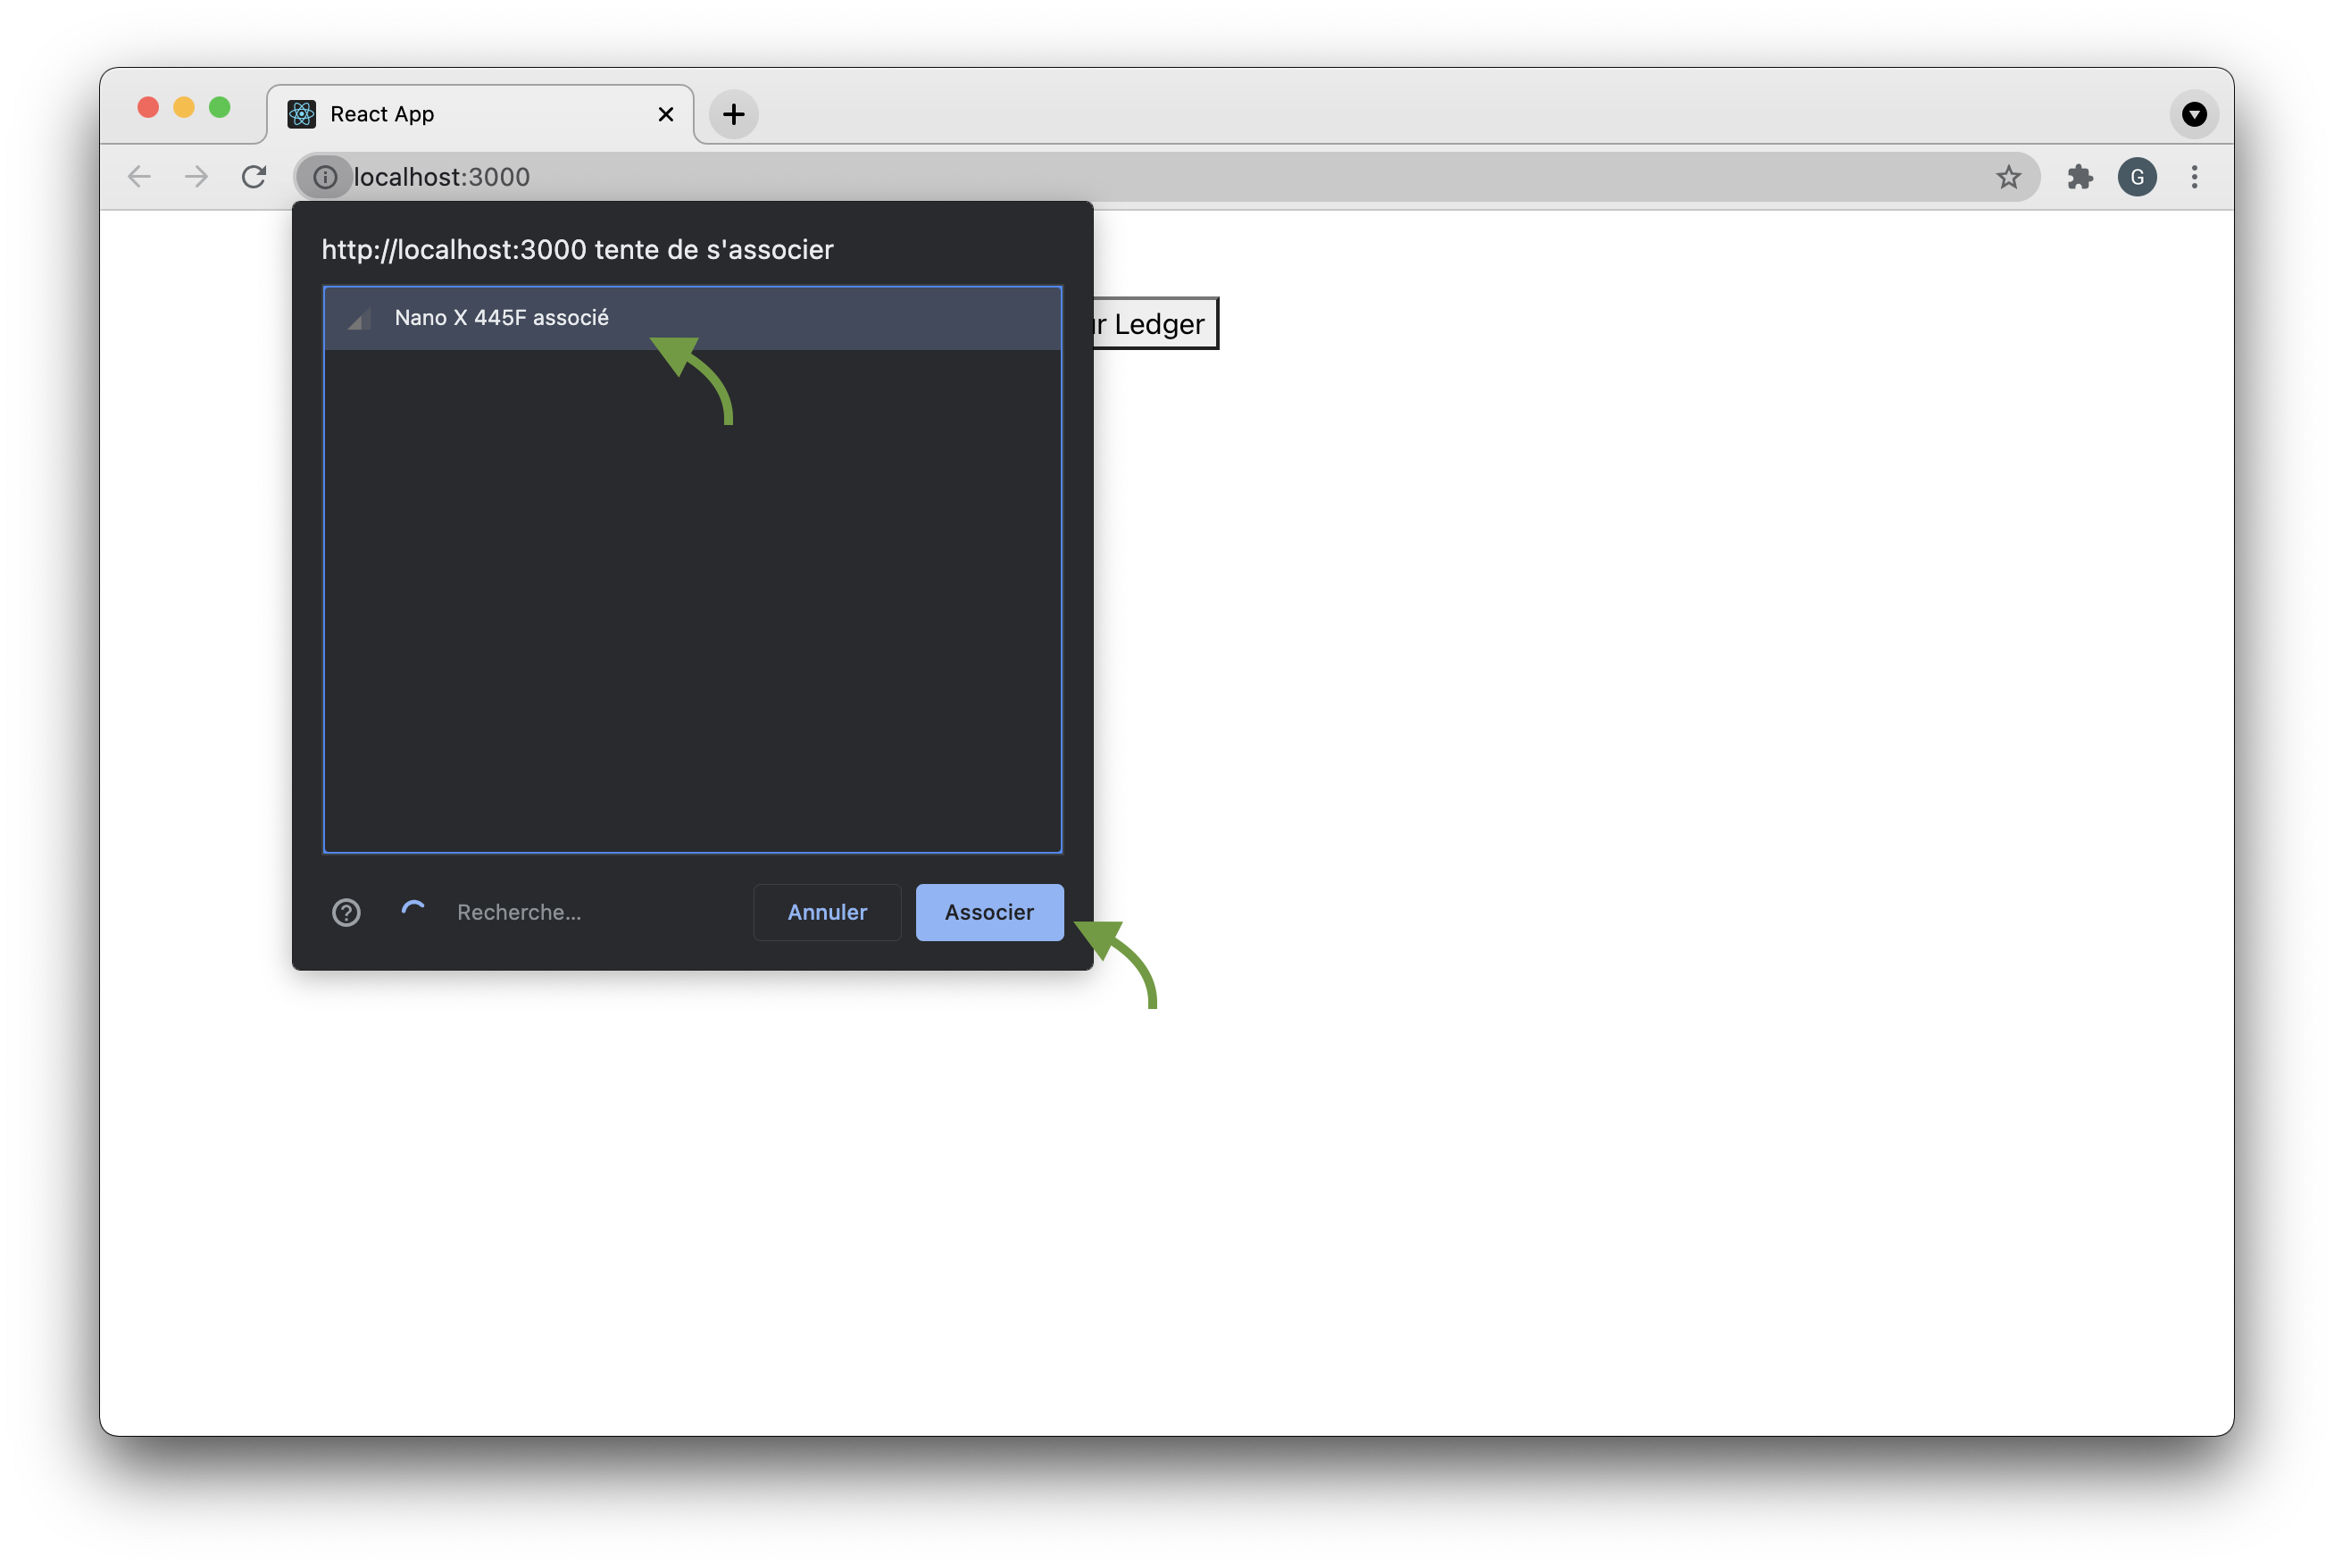 React App
localhost:3000
G
http://localhost:3000 tente de s'associer
Nano X 445F associé
Ledger
Recherche…
Annuler
Associer